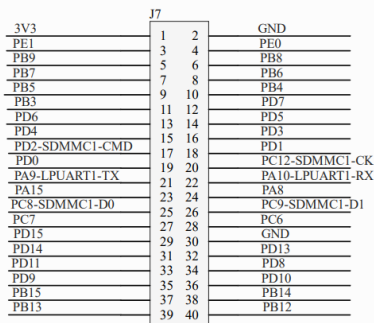 J7
3V3 1 2 GND
PE1 3 4 PE0
PB9 5 6 PB8
PB7 7 8 PB6
PB5 9 10 PB4
PB3 11 12 PD7
PD6 13 14 PD5
PD4 15 16 PD3
PD2-SDMMC1-CMD 17 18 PD1
PD0 19 20 PC12-SDMMC1-CK
PA9-LPUART1-TX 21 22 PA10-LPUART1-RX
PA15 23 24 PA8
PC8-SDMMC1-D0 25 26 PC9-SDMMC1-D1
PC7 27 28 PC6
PD15 29 30 GND
PD14 31 32 PD13
PD11 33 34 PD8
PD9 35 36 PD10
PB15 37 38 PB14
PB13 39 40 PB12